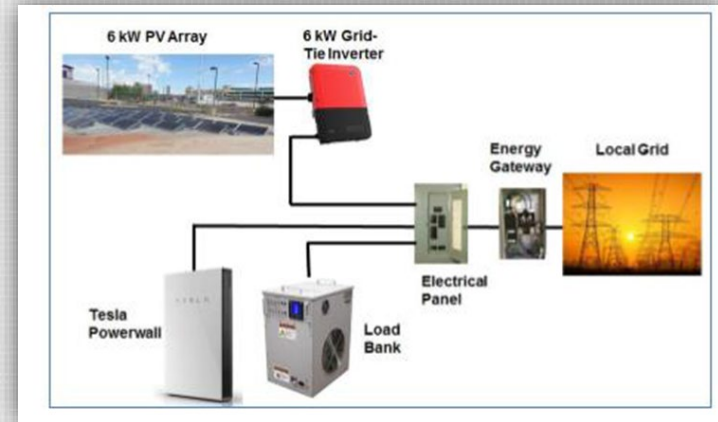 6 kW PV Array
6 kW Grid-
Tie Inverter
Energy
Gateway
Local Grid
Electrical
Panel
Tesla
Powerwall
TESLA
Load
Bank